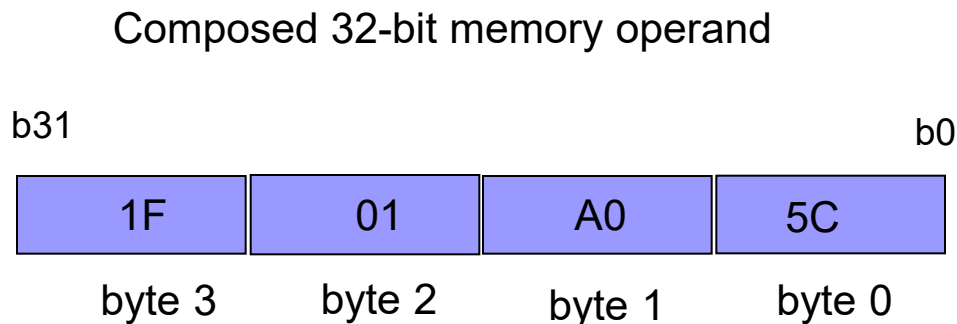 Composed 32-bit memory operand
b31 b0
1F 01 A0 5C
byte 3 byte 2 byte 1 byte 0